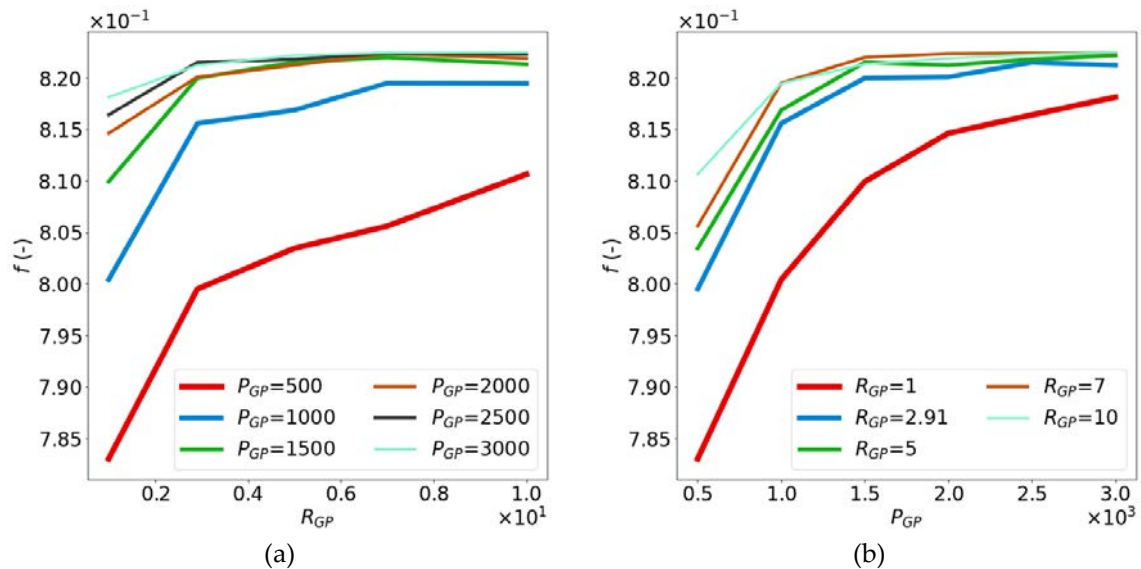 ×10⁻¹
8.20
8.15
8.10
8.05
8.00
7.95
7.90
7.85
f (-)
P_GP=500
P_GP=1000
P_GP=1500
P_GP=2000
P_GP=2500
P_GP=3000
0.2 0.4 0.6 0.8 1.0
R_GP
×10¹
(a)
×10⁻¹
8.20
8.15
8.10
8.05
8.00
7.95
7.90
7.85
f (-)
R_GP=1
R_GP=2.91
R_GP=5
R_GP=7
R_GP=10
0.5 1.0 1.5 2.0 2.5 3.0
P_GP
×10³
(b)